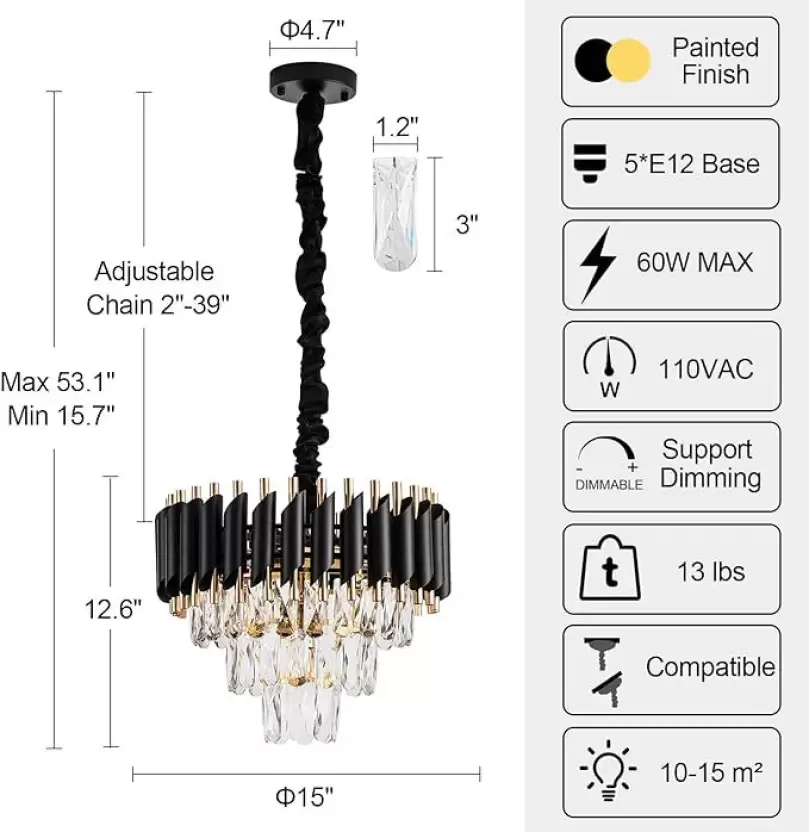 Φ4.7"
1.2"
3"
Adjustable
Chain 2"-39"
Max 53.1"
Min 15.7"
12.6"
Φ15"
Painted
Finish
5*E12 Base
60W MAX
W
110VAC
- +
DIMMABLE
Support
Dimming
t
13 lbs
Compatible
10-15 m²